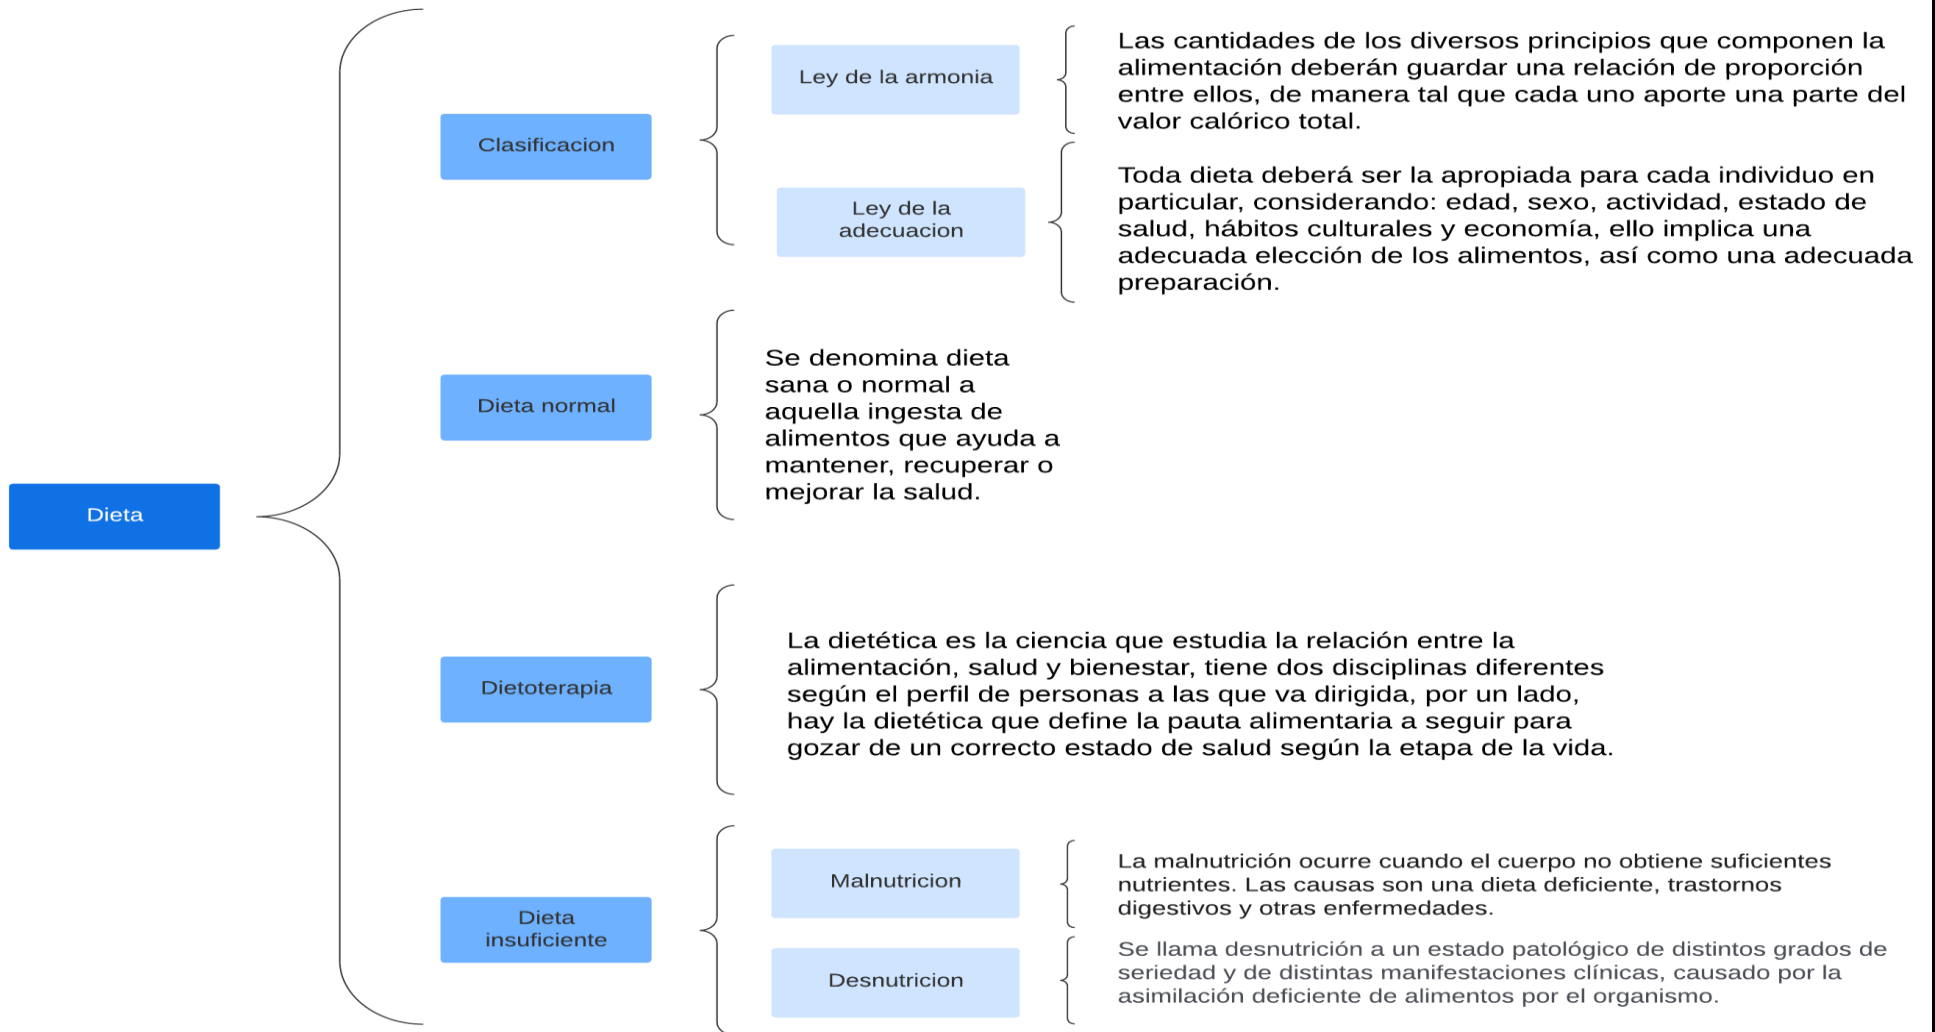 Dieta
Clasificacion
Ley de la armonia
Las cantidades de los diversos principios que componen la
alimentación deberán guardar una relación de proporción
entre ellos, de manera tal que cada uno aporte una parte del
valor calórico total.
Ley de la
adecuacion
Toda dieta deberá ser la apropiada para cada individuo en
particular, considerando: edad, sexo, actividad, estado de
salud, hábitos culturales y economía, ello implica una
adecuada elección de los alimentos, así como una adecuada
preparación.
Dieta normal
Se denomina dieta
sana o normal a
aquella ingesta de
alimentos que ayuda a
mantener, recuperar o
mejorar la salud.
Dietoterapia
La dietética es la ciencia que estudia la relación entre la
alimentación, salud y bienestar, tiene dos disciplinas diferentes
según el perfil de personas a las que va dirigida, por un lado,
hay la dietética que define la pauta alimentaria a seguir para
gozar de un correcto estado de salud según la etapa de la vida.
Dieta
insuficiente
Malnutricion
La malnutrición ocurre cuando el cuerpo no obtiene suficientes
nutrientes. Las causas son una dieta deficiente, trastornos
digestivos y otras enfermedades.
Desnutricion
Se llama desnutrición a un estado patológico de distintos grados de
seriedad y de distintas manifestaciones clínicas, causado por la
asimilación deficiente de alimentos por el organismo.